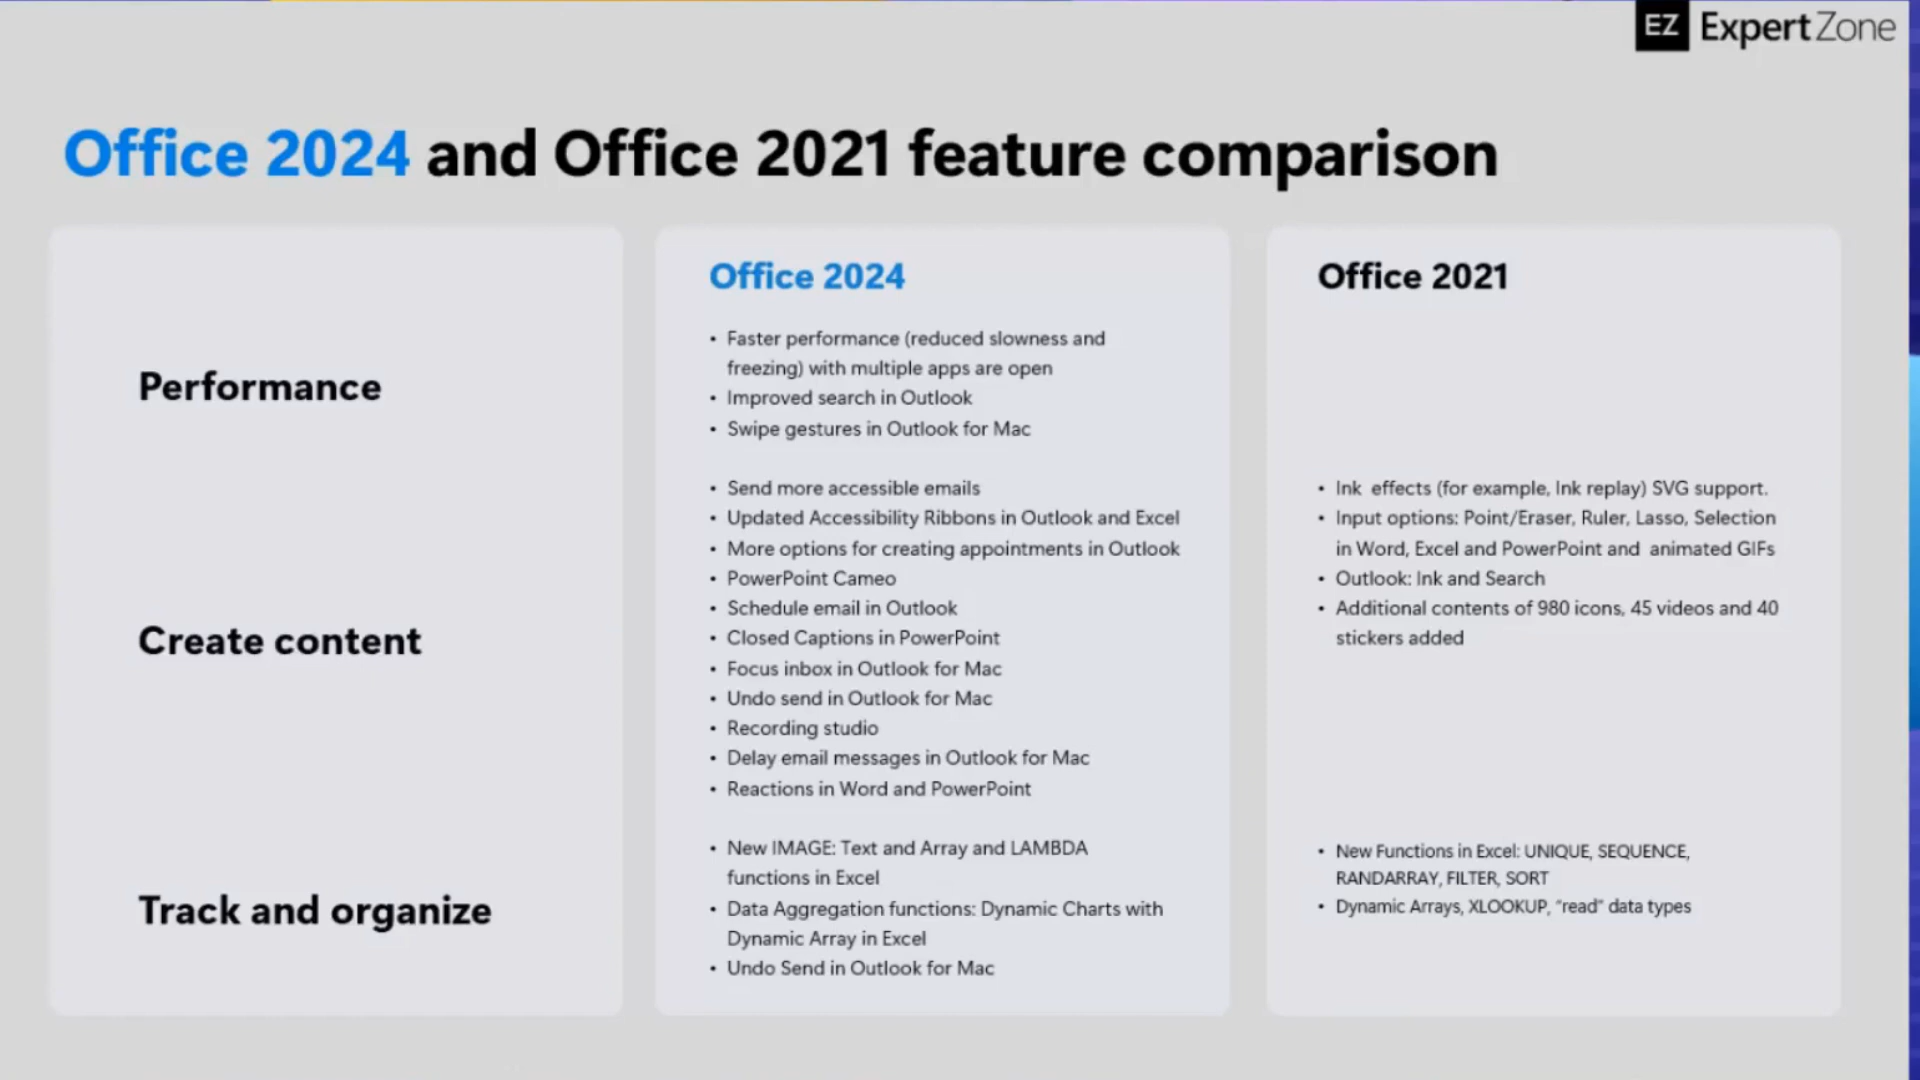 EZ ExpertZone
Office 2024 and Office 2021 feature comparison
Office 2024
Office 2021
Performance
• Faster performance (reduced slowness and
freezing) with multiple apps are open
• Improved search in Outlook
• Swipe gestures in Outlook for Mac
Create content
• Send more accessible emails
• Updated Accessibility Ribbons in Outlook and Excel
• More options for creating appointments in Outlook
• PowerPoint Cameo
• Schedule email in Outlook
• Closed Captions in PowerPoint
• Focus inbox in Outlook for Mac
• Undo send in Outlook for Mac
• Recording studio
• Delay email messages in Outlook for Mac
• Reactions in Word and PowerPoint
• Ink effects (for example, Ink replay) SVG support.
• Input options: Point/Eraser, Ruler, Lasso, Selection
in Word, Excel and PowerPoint and animated GIFs
• Outlook: Ink and Search
• Additional contents of 980 icons, 45 videos and 40
stickers added
Track and organize
• New IMAGE: Text and Array and LAMBDA
functions in Excel
• Data Aggregation functions: Dynamic Charts with
Dynamic Array in Excel
• Undo Send in Outlook for Mac
• New Functions in Excel: UNIQUE, SEQUENCE,
RANDARRAY, FILTER, SORT
• Dynamic Arrays, XLOOKUP, "read" data types